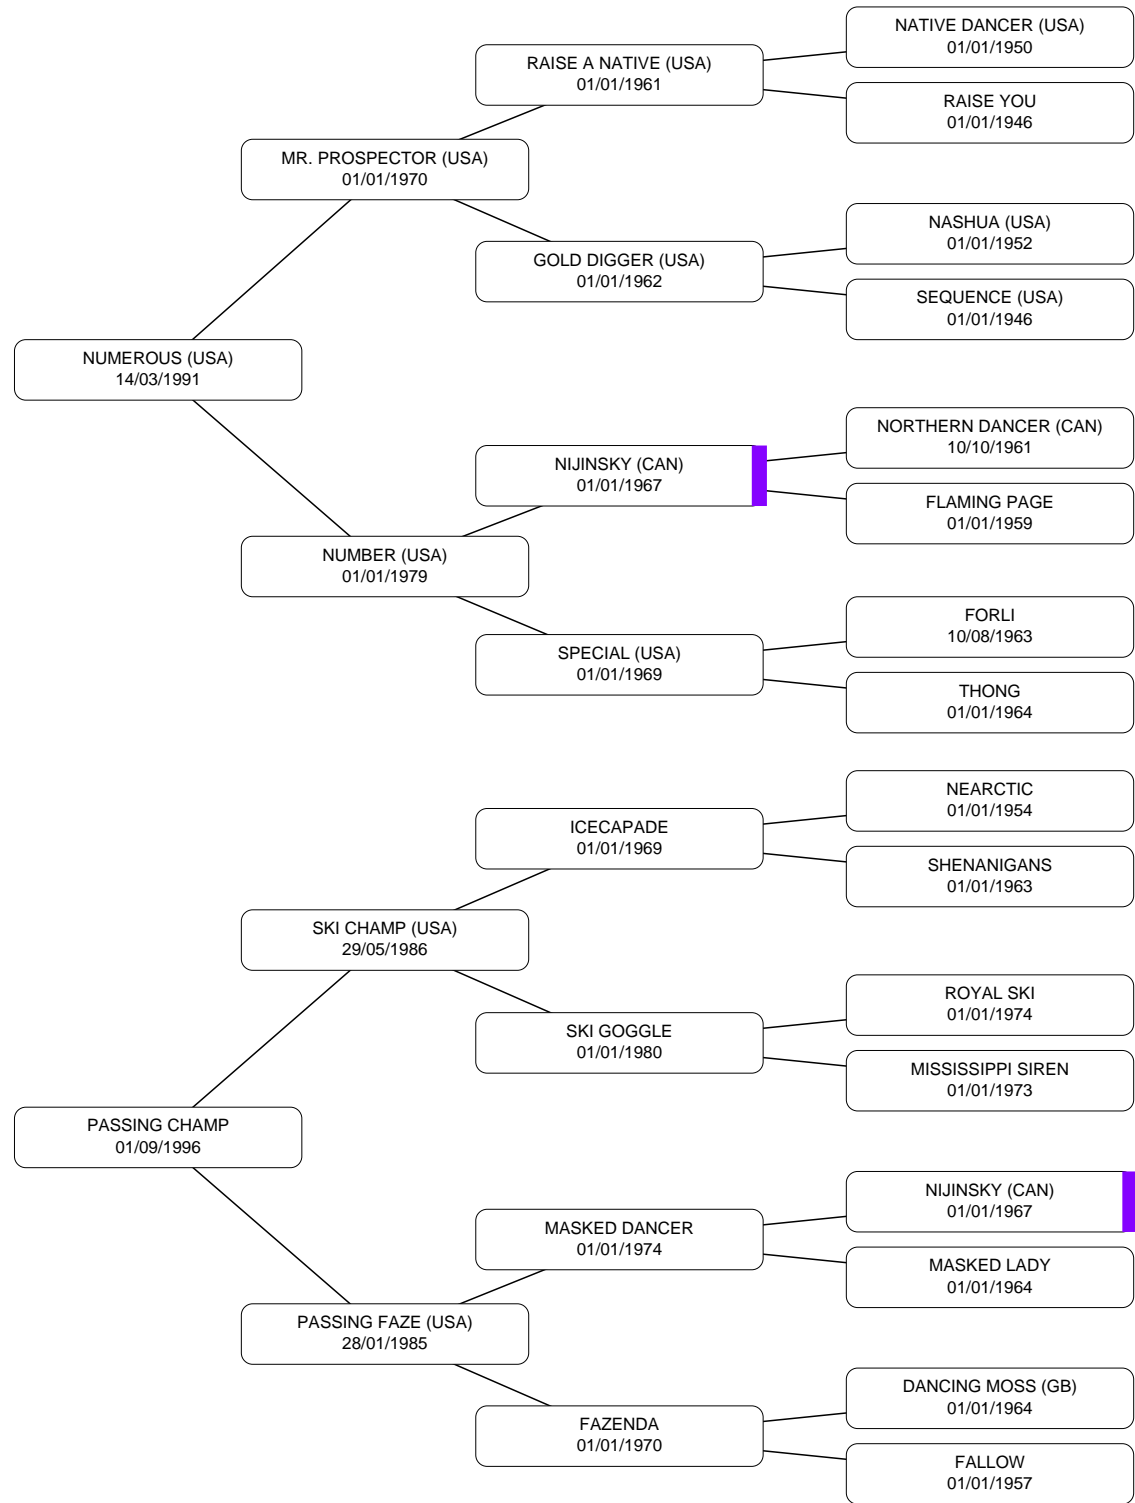 NATIVE DANCER (USA)
01/01/1950
RAISE A NATIVE (USA)
01/01/1961
RAISE YOU
01/01/1946
MR. PROSPECTOR (USA)
01/01/1970
NASHUA (USA)
01/01/1952
GOLD DIGGER (USA)
01/01/1962
SEQUENCE (USA)
01/01/1946
NUMEROUS (USA)
14/03/1991
NORTHERN DANCER (CAN)
10/10/1961
NIJINSKY (CAN)
01/01/1967
FLAMING PAGE
01/01/1959
NUMBER (USA)
01/01/1979
FORLI
10/08/1963
SPECIAL (USA)
01/01/1969
THONG
01/01/1964
NEARCTIC
01/01/1954
ICECAPADE
01/01/1969
SHENANIGANS
01/01/1963
SKI CHAMP (USA)
29/05/1986
ROYAL SKI
01/01/1974
SKI GOGGLE
01/01/1980
MISSISSIPPI SIREN
01/01/1973
PASSING CHAMP
01/09/1996
NIJINSKY (CAN)
01/01/1967
MASKED DANCER
01/01/1974
MASKED LADY
01/01/1964
PASSING FAZE (USA)
28/01/1985
DANCING MOSS (GB)
01/01/1964
FAZENDA
01/01/1970
FALLOW
01/01/1957